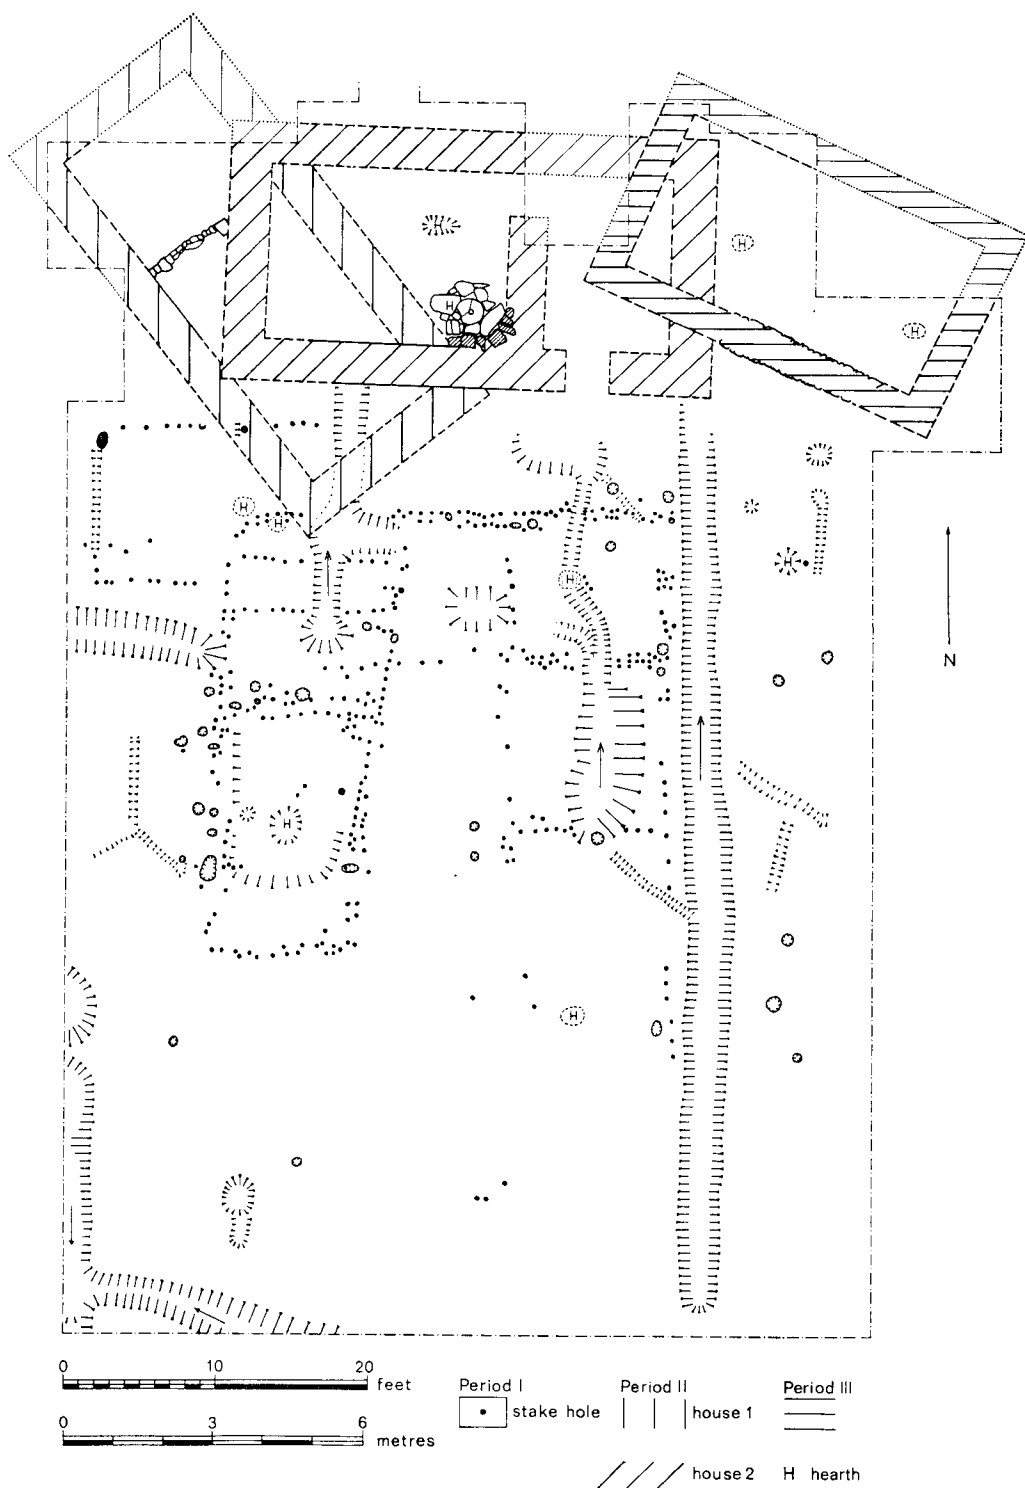 H
H
H
H
H
H
H
H
H
N
H
H
0 10 20 feet
0 3 6 metres
Period I
stake hole
Period II
house 1
house 2
Period III
H hearth